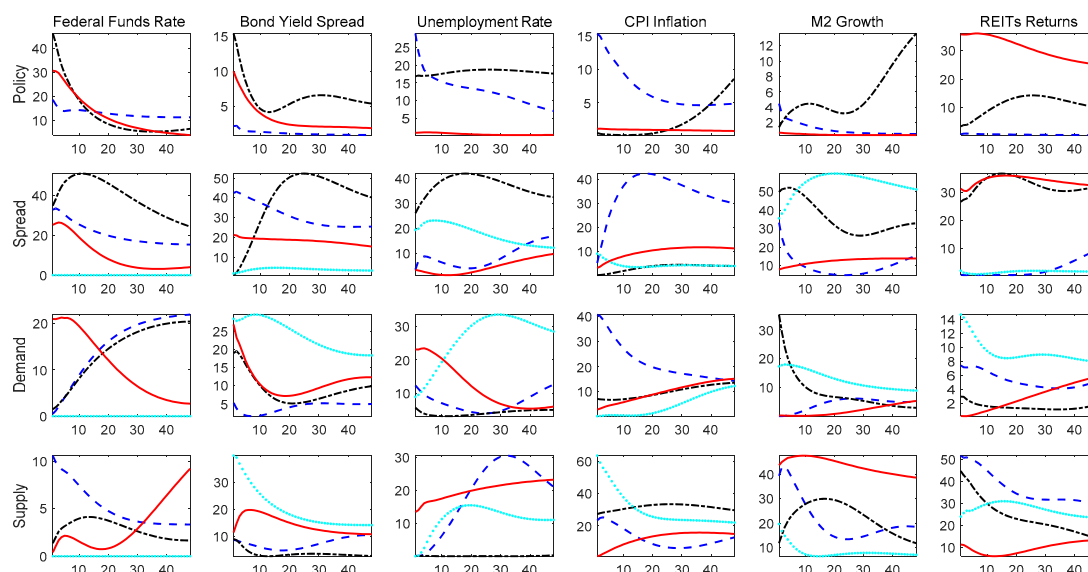 Federal Funds Rate Bond Yield Spread Unemployment Rate CPI Inflation M2 Growth REITs Returns
Policy
40 30 20 10
15 10 5
25 20 15 10 5
15 10 5
12 10 8 6 4 2
30 20 10
10 20 30 40 10 20 30 40 10 20 30 40 10 20 30 40 10 20 30 40 10 20 30 40
Spread
40 20 0
50 40 30 20 10
40 30 20 10
40 30 20 10
50 40 30 20 10
30 20 10
10 20 30 40 10 20 30 40 10 20 30 40 10 20 30 40 10 20 30 40 10 20 30 40
Demand
20 10 0
25 20 15 10 5
30 20 10
40 30 20 10
30 20 10
14 12 10 8 6 4 2
10 20 30 40 10 20 30 40 10 20 30 40 10 20 30 40 10 20 30 40 10 20 30 40
Supply
10 5 0
30 20 10
30 20 10 0
60 40 20
40 30 20 10
50 40 30 20 10
10 20 30 40 10 20 30 40 10 20 30 40 10 20 30 40 10 20 30 40 10 20 30 40